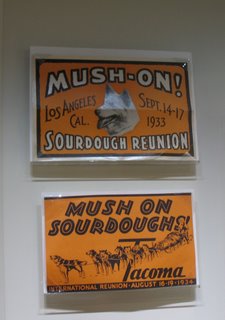 MUSH-ON!
LOS ANGELES SEPT. 14-17
CAL. 1933
SOURDOUGH REUNION
MUSH ON
SOURDOUGHS!
Tacoma
INTERNATIONAL REUNION - AUGUST 16-19-1934